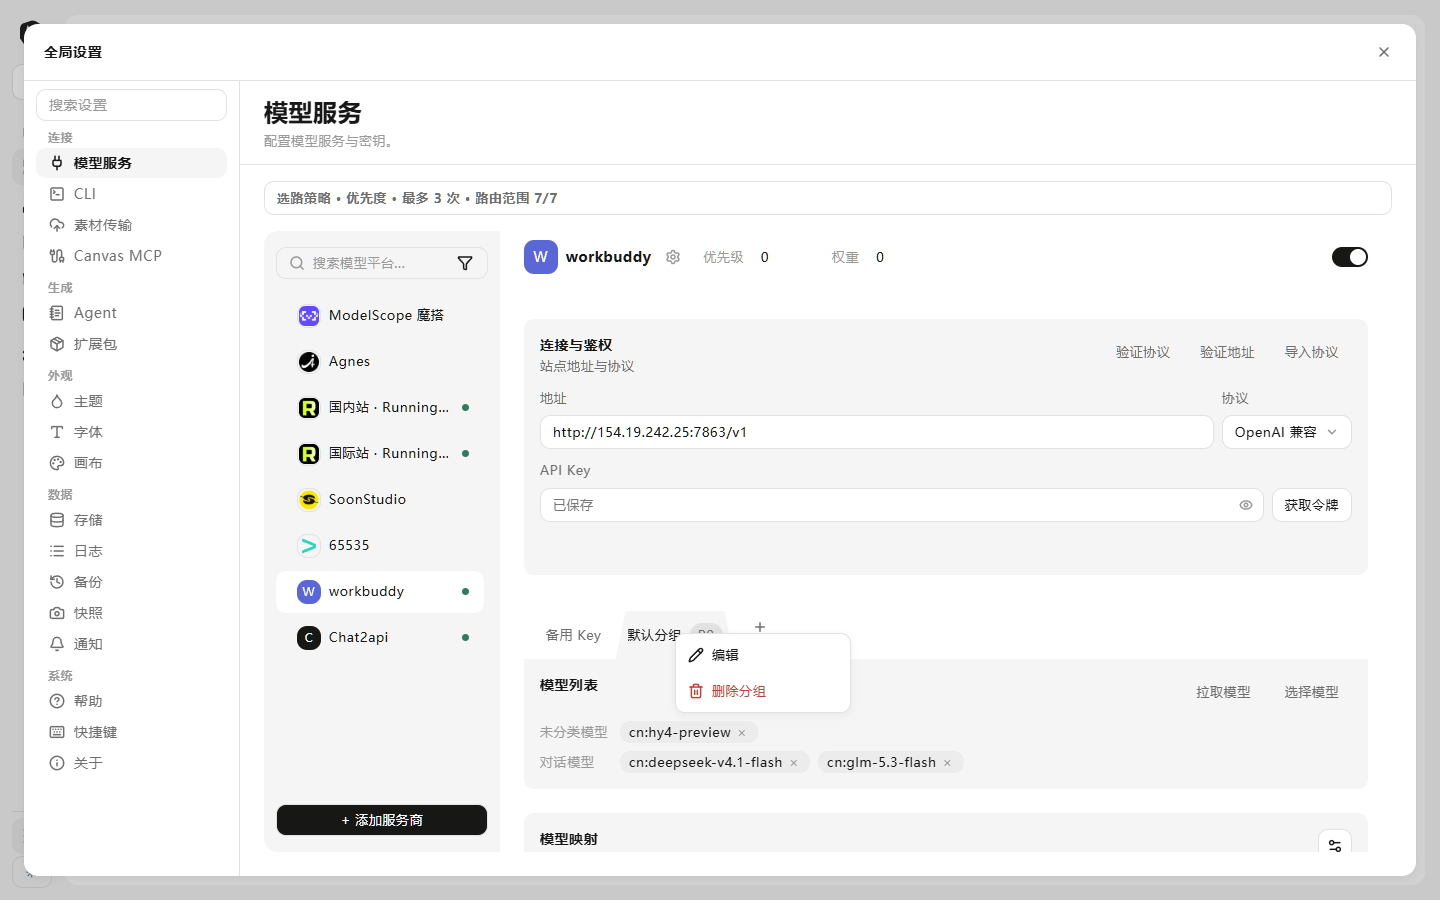 全局设置
搜索设置
连接
模型服务
CLI
素材传输
Canvas MCP
生成
Agent
扩展包
外观
主题
字体
画布
数据
存储
日志
备份
快照
通知
系统
帮助
快捷键
关于
模型服务
配置模型服务与密钥。
选路策略 • 优先度 • 最多 3 次 • 路由范围 7/7
搜索模型平台...
ModelScope 魔搭
Agnes
国内站 · Running...
国际站 · Running...
SoonStudio
65535
W workbuddy
C Chat2api
+ 添加服务商
W workbuddy 优先级 0 权重 0
连接与鉴权
站点地址与协议
验证协议 验证地址 导入协议
地址 协议
http://154.19.242.25:7863/v1 OpenAI 兼容
API Key
已保存 获取令牌
备用 Key 默认分组 +
编辑
删除分组
模型列表 拉取模型 选择模型
未分类模型 cn:hy4-preview ×
对话模型 cn:deepseek-v4.1-flash × cn:glm-5.3-flash ×
模型映射